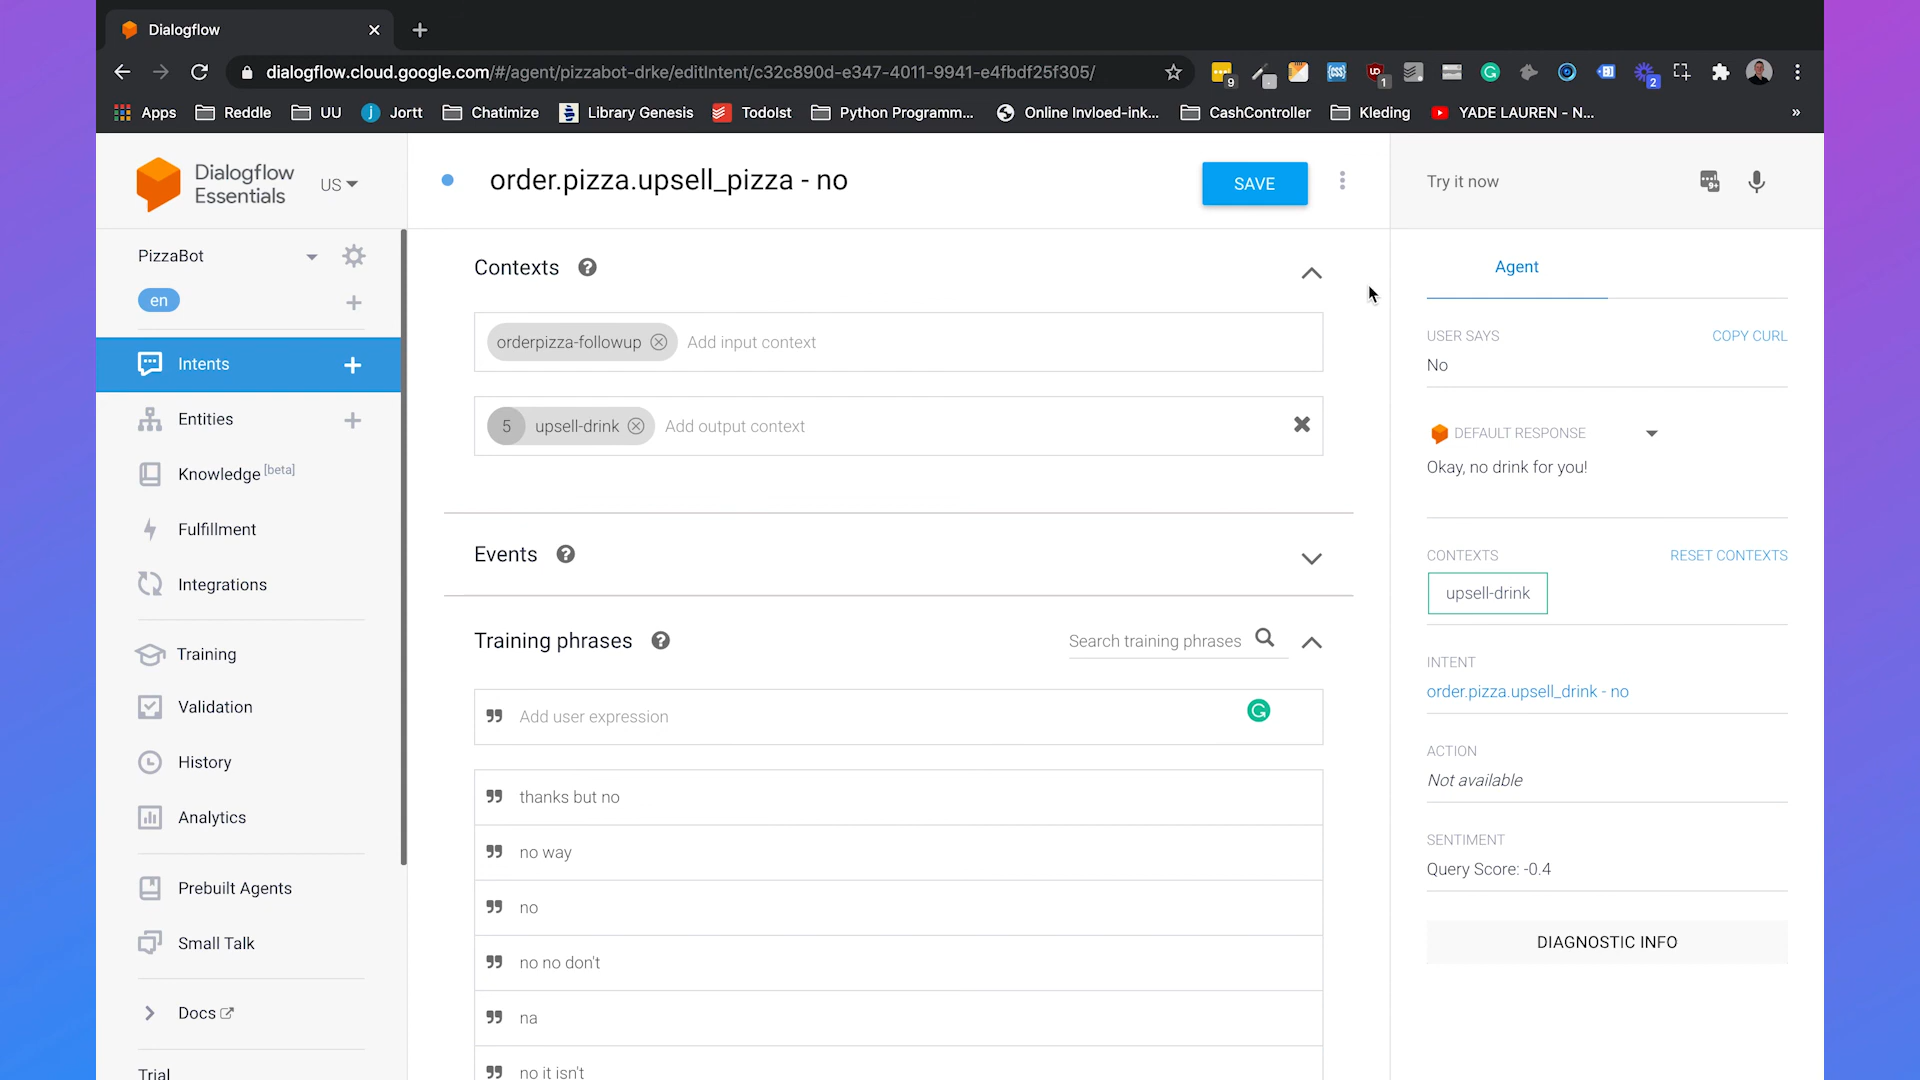 Dialogflow
dialogflow.cloud.google.com/#/agent/pizzabot-drke/editIntent/c32c890d-e347-4011-9941-e4fbdf25f305/
9
1
2
Apps
Reddle
UU
Jortt
Chatimize
Library Genesis
TodoIst
Python Programm...
Online Invloed-ink...
CashController
Kleding
YADE LAUREN - N...
»
Dialogflow
Essentials
US
PizzaBot
en
Intents
Entities
Knowledge [beta]
Fulfillment
Integrations
Training
Validation
History
Analytics
Prebuilt Agents
Small Talk
Docs
Trial
order.pizza.upsell_pizza - no
SAVE
Contexts
orderpizza-followup
Add input context
5 upsell-drink
Add output context
Events
Training phrases
Search training phrases
Add user expression
thanks but no
no way
no
no no don't
na
no it isn't
Try it now
Agent
USER SAYS
COPY CURL
No
DEFAULT RESPONSE
Okay, no drink for you!
CONTEXTS
RESET CONTEXTS
upsell-drink
INTENT
order.pizza.upsell_drink - no
ACTION
Not available
SENTIMENT
Query Score: -0.4
DIAGNOSTIC INFO